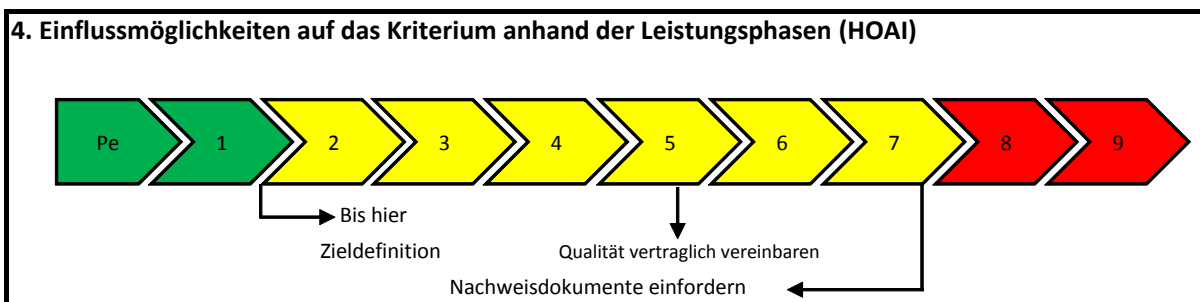 4. Einflussmöglichkeiten auf das Kriterium anhand der Leistungsphasen (HOAI)
Pe 1 2 3 4 5 6 7 8 9
Bis hier
Zieldefinition
Qualität vertraglich vereinbaren
Nachweisdokumente einfordern